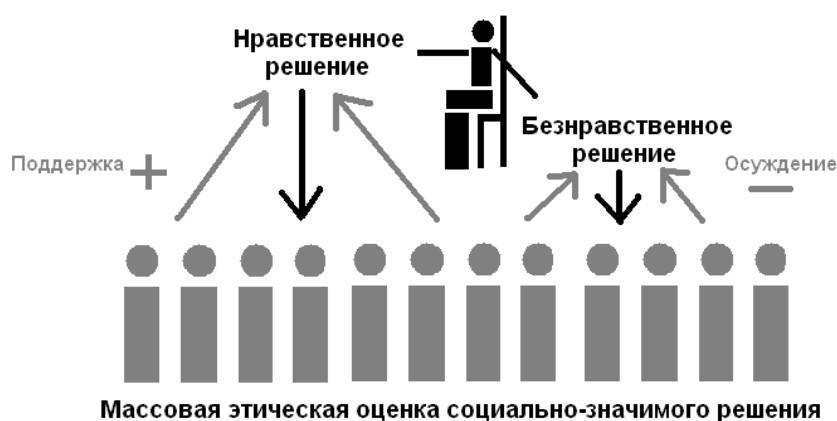 Нравственное
решение
Безнравственное
решение
Поддержка +
Осуждение —
Массовая этическая оценка социально-значимого решения